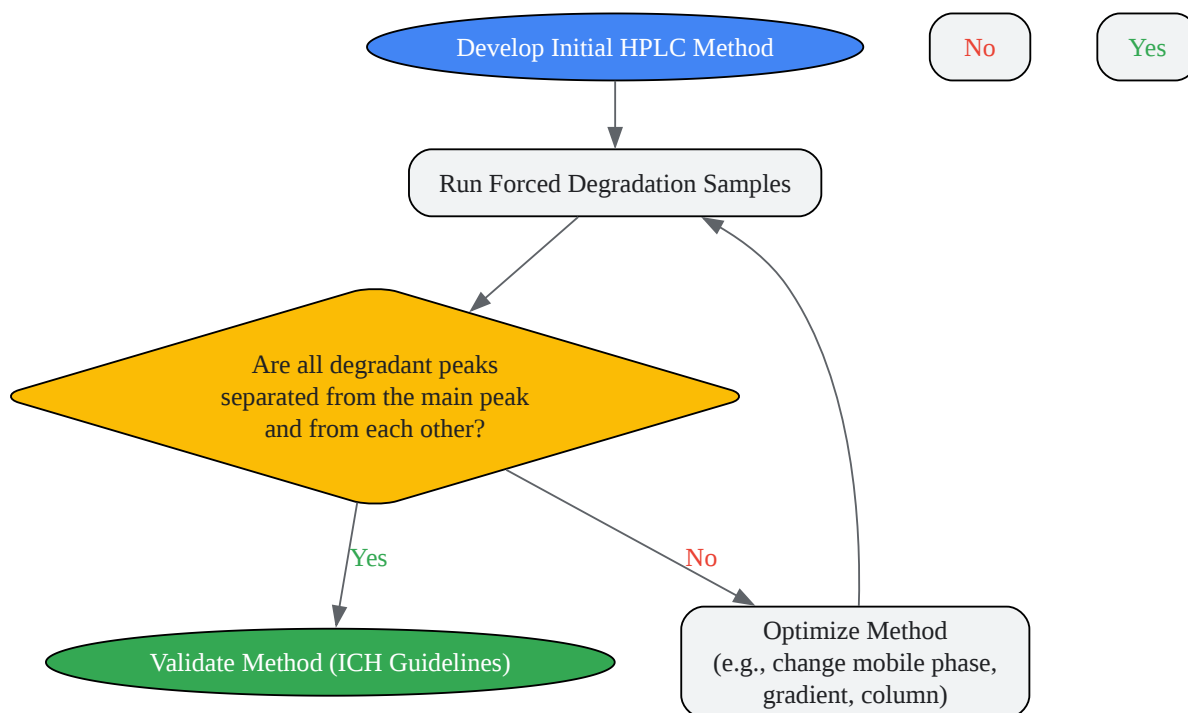 Develop Initial HPLC Method
No
Yes
Run Forced Degradation Samples
Are all degradant peaks
separated from the main peak
and from each other?
Yes
No
Validate Method (ICH Guidelines)
Optimize Method
(e.g., change mobile phase,
gradient, column)